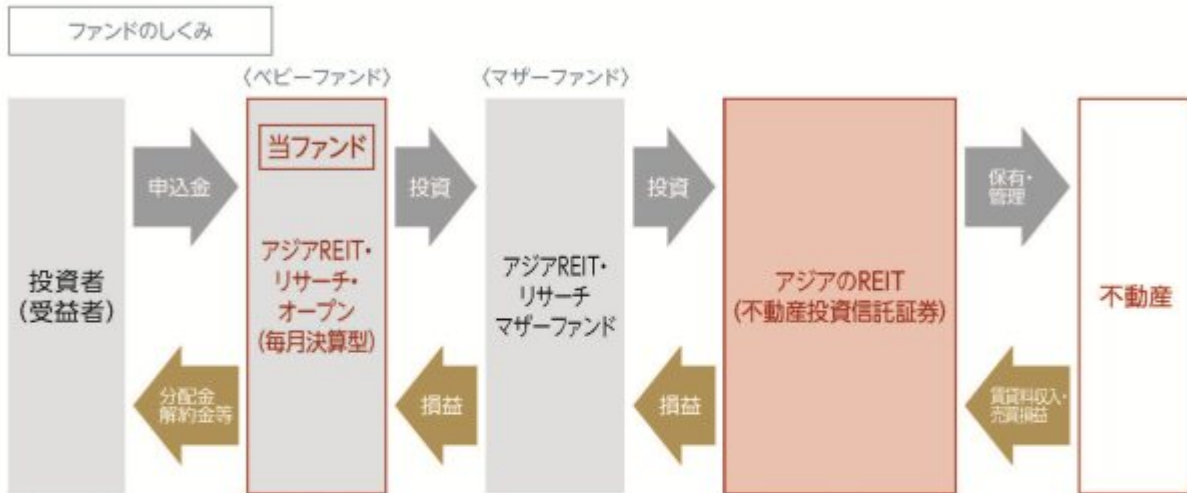 ファンドのしくみ
〈ベビーファンド〉
〈マザーファンド〉
投資者
(受益者)
申込金
分配金
解約金等
当ファンド
アジアREIT・
リサーチ・
オープン
(毎月決算型)
投資
損益
アジアREIT・
リサーチ
マザーファンド
投資
損益
アジアのREIT
(不動産投資信託証券)
保有・
管理
賃貸料収入・
売買損益
不動産